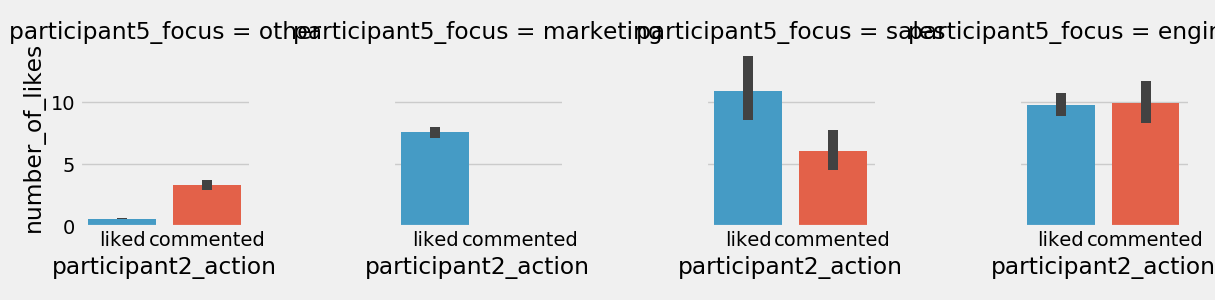 participant5_focus = other
participant5_focus = marketing
participant5_focus = sales
participant5_focus = engin
number_of_likes
10
5
0
liked commented
liked commented
liked commented
liked commented
participant2_action
participant2_action
participant2_action
participant2_action